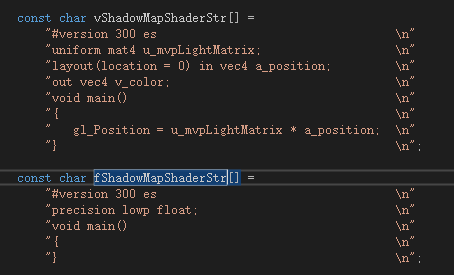 const char vShadowMapShaderStr[] =
"#version 300 es \n"
"uniform mat4 u_mvpLightMatrix; \n"
"layout(location = 0) in vec4 a_position; \n"
"out vec4 v_color; \n"
"void main() \n"
"{ \n"
"   gl_Position = u_mvpLightMatrix * a_position; \n"
"} \n";
const char fShadowMapShaderStr[] =
"#version 300 es \n"
"precision lowp float; \n"
"void main() \n"
"{ \n"
"} \n";